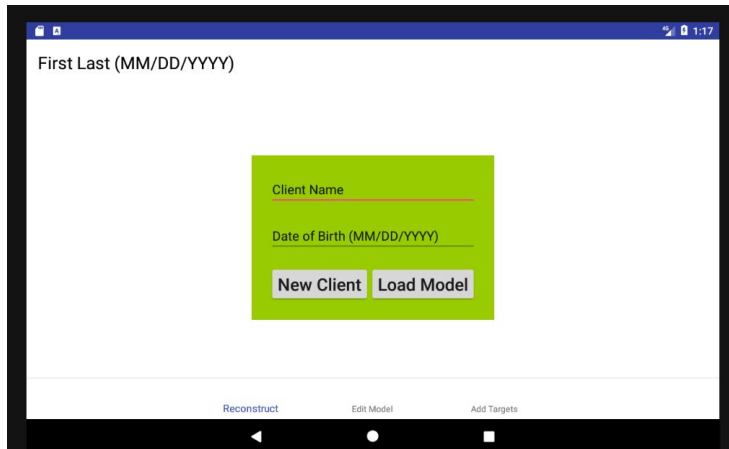 A 4G 1:17
First Last (MM/DD/YYYY)
Client Name
Date of Birth (MM/DD/YYYY)
New Client Load Model
Reconstruct Edit Model Add Targets